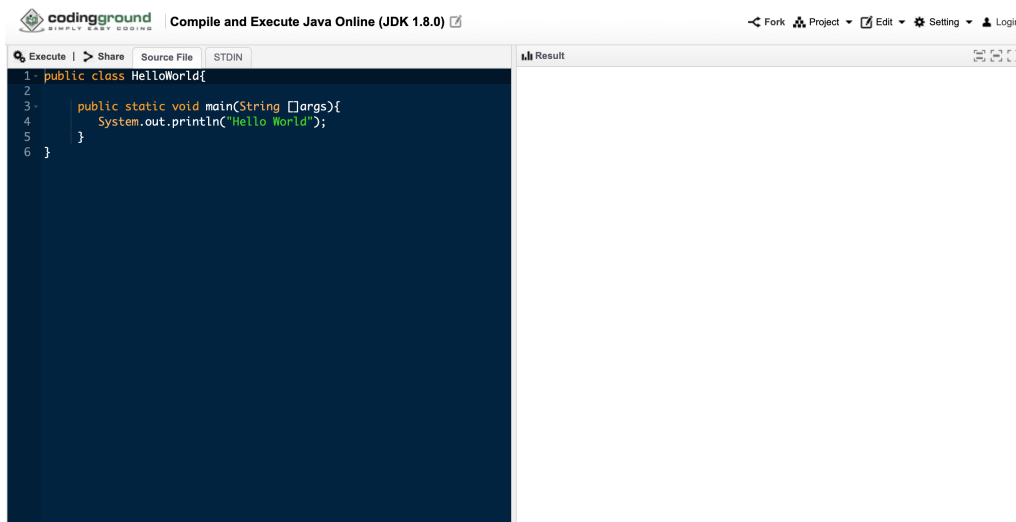 codingground
SIMPLY EASY CODING
Compile and Execute Java Online (JDK 1.8.0)
Fork Project Edit Setting Login
Execute | Share Source File STDIN
Result
1 public class HelloWorld{
2
3 public static void main(String []args){
4 System.out.println("Hello World");
5 }
6 }